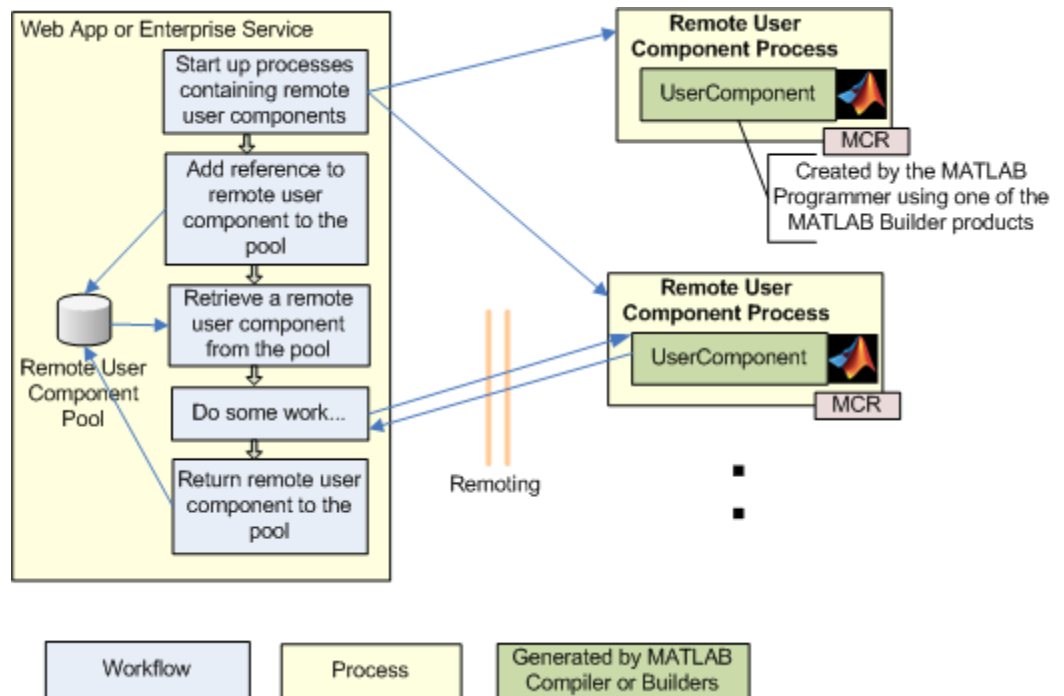 Web App or Enterprise Service
Start up processes
containing remote
user components
Add reference to
remote user
component to the
pool
Retrieve a remote
user component
from the pool
Remote User
Component
Pool
Do some work...
Return remote user
component to the
pool
Remoting
Remote User
Component Process
UserComponent
MCR
Created by the MATLAB
Programmer using one of the
MATLAB Builder products
Remote User
Component Process
UserComponent
MCR
Workflow
Process
Generated by MATLAB
Compiler or Builders